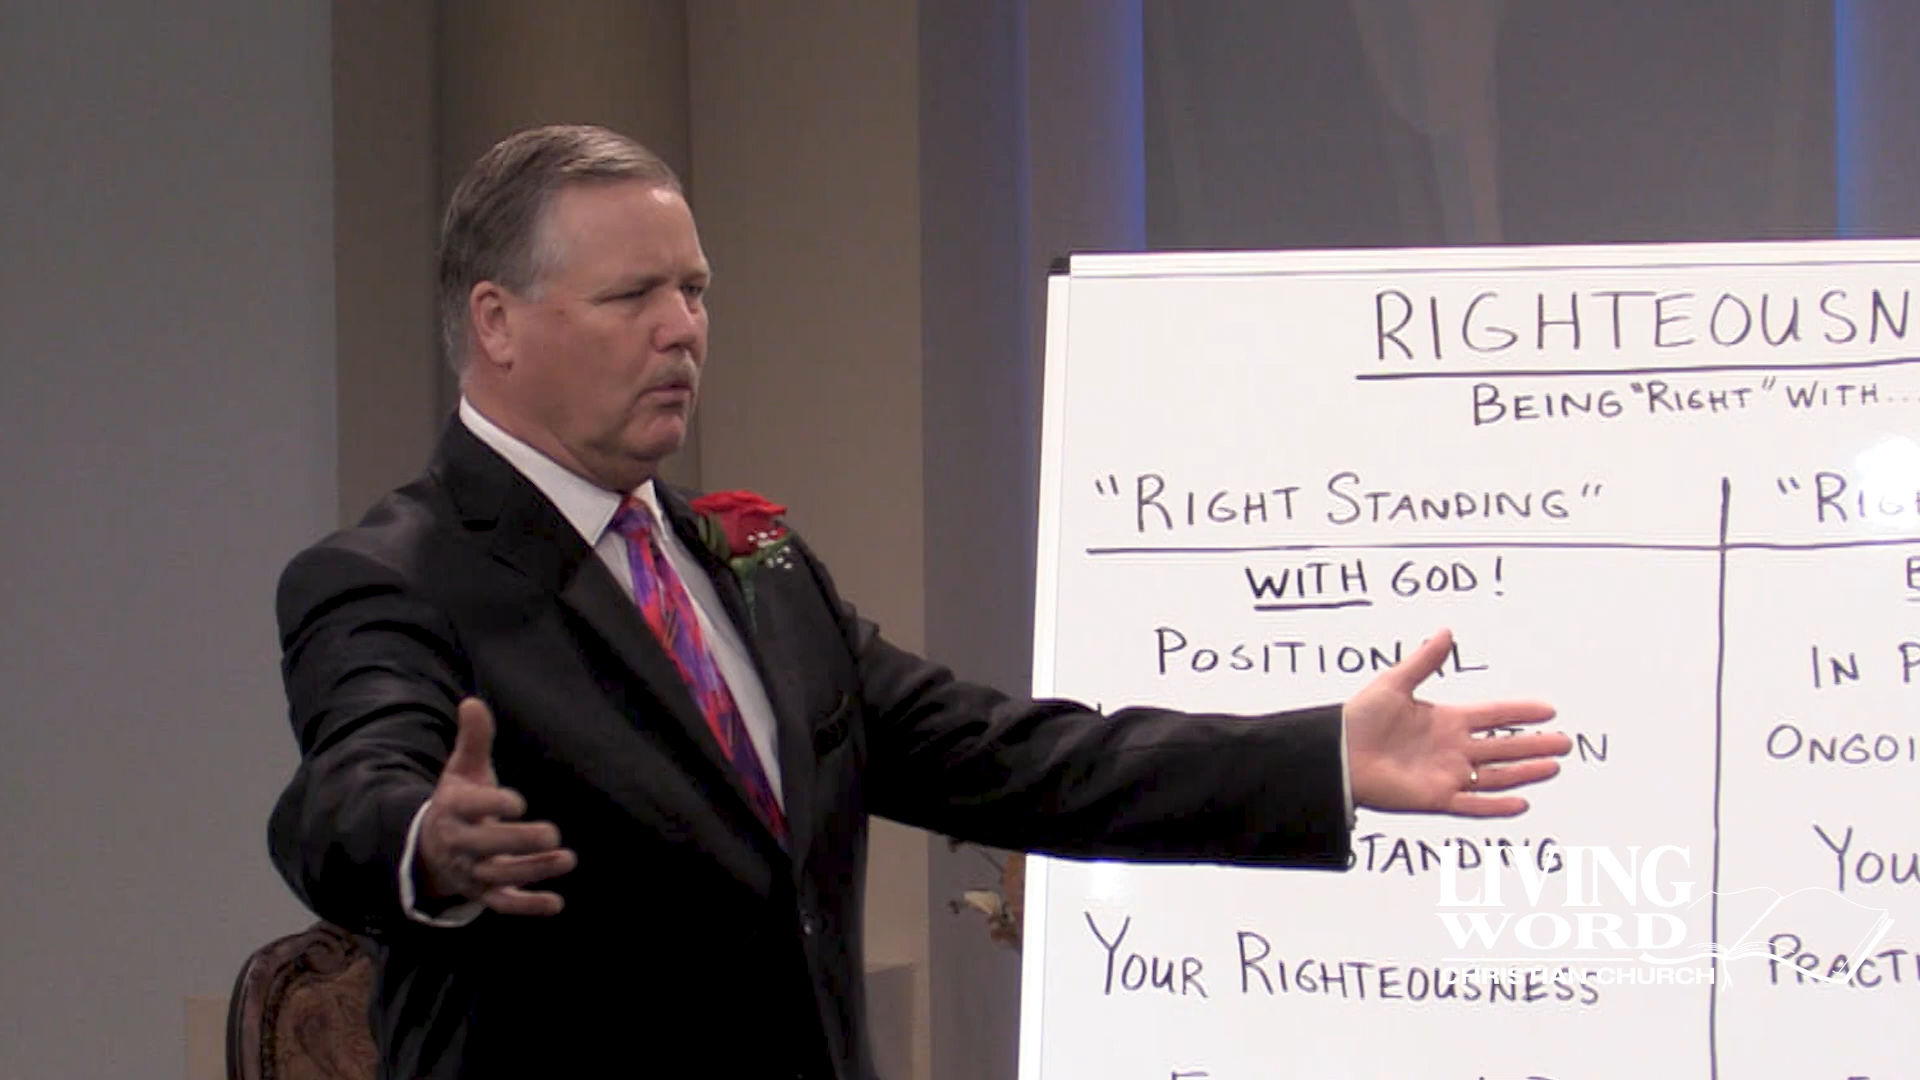 RIGHTEOUSN
BEING "RIGHT" WITH...
"RIGHT STANDING"
WITH GOD!
POSITIONAL
STANDING
YOUR RIGHTEOUSNESS
"RIG
IN P
ONGOI
YOU
PRACTI
LIVING
WORD
CHRISTIAN CHURCH